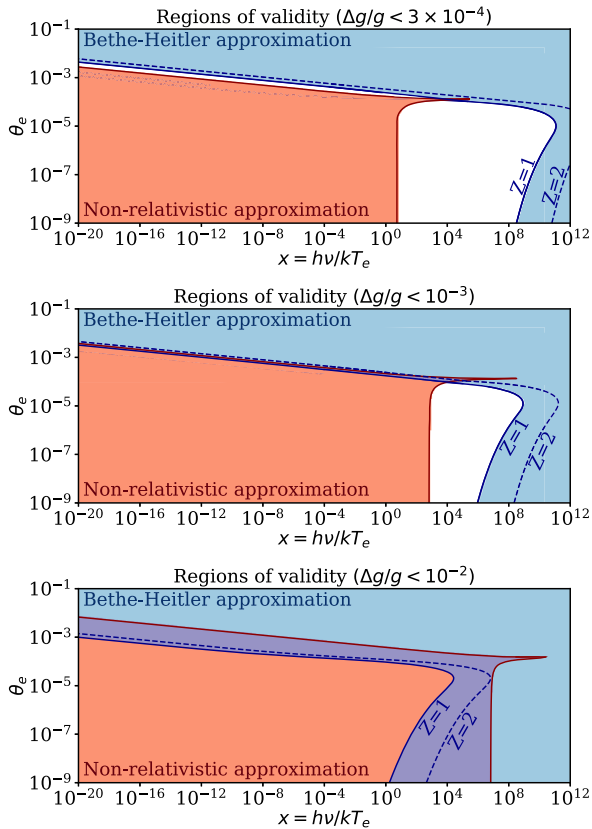 Regions of validity (Δg/g < 3 × 10⁻⁴)
10⁻¹
Bethe-Heitler approximation
10⁻³
θₑ
10⁻⁵
Z=1
Z=2
10⁻⁷
Non-relativistic approximation
10⁻⁹
10⁻²⁰ 10⁻¹⁶ 10⁻¹² 10⁻⁸ 10⁻⁴ 10⁰ 10⁴ 10⁸ 10¹²
x = hν/kTₑ
Regions of validity (Δg/g < 10⁻³)
10⁻¹
Bethe-Heitler approximation
10⁻³
θₑ
10⁻⁵
Z=1
Z=2
10⁻⁷
Non-relativistic approximation
10⁻⁹
10⁻²⁰ 10⁻¹⁶ 10⁻¹² 10⁻⁸ 10⁻⁴ 10⁰ 10⁴ 10⁸ 10¹²
x = hν/kTₑ
Regions of validity (Δg/g < 10⁻²)
10⁻¹
Bethe-Heitler approximation
10⁻³
θₑ
10⁻⁵
Z=1
Z=2
10⁻⁷
Non-relativistic approximation
10⁻⁹
10⁻²⁰ 10⁻¹⁶ 10⁻¹² 10⁻⁸ 10⁻⁴ 10⁰ 10⁴ 10⁸ 10¹²
x = hν/kTₑ